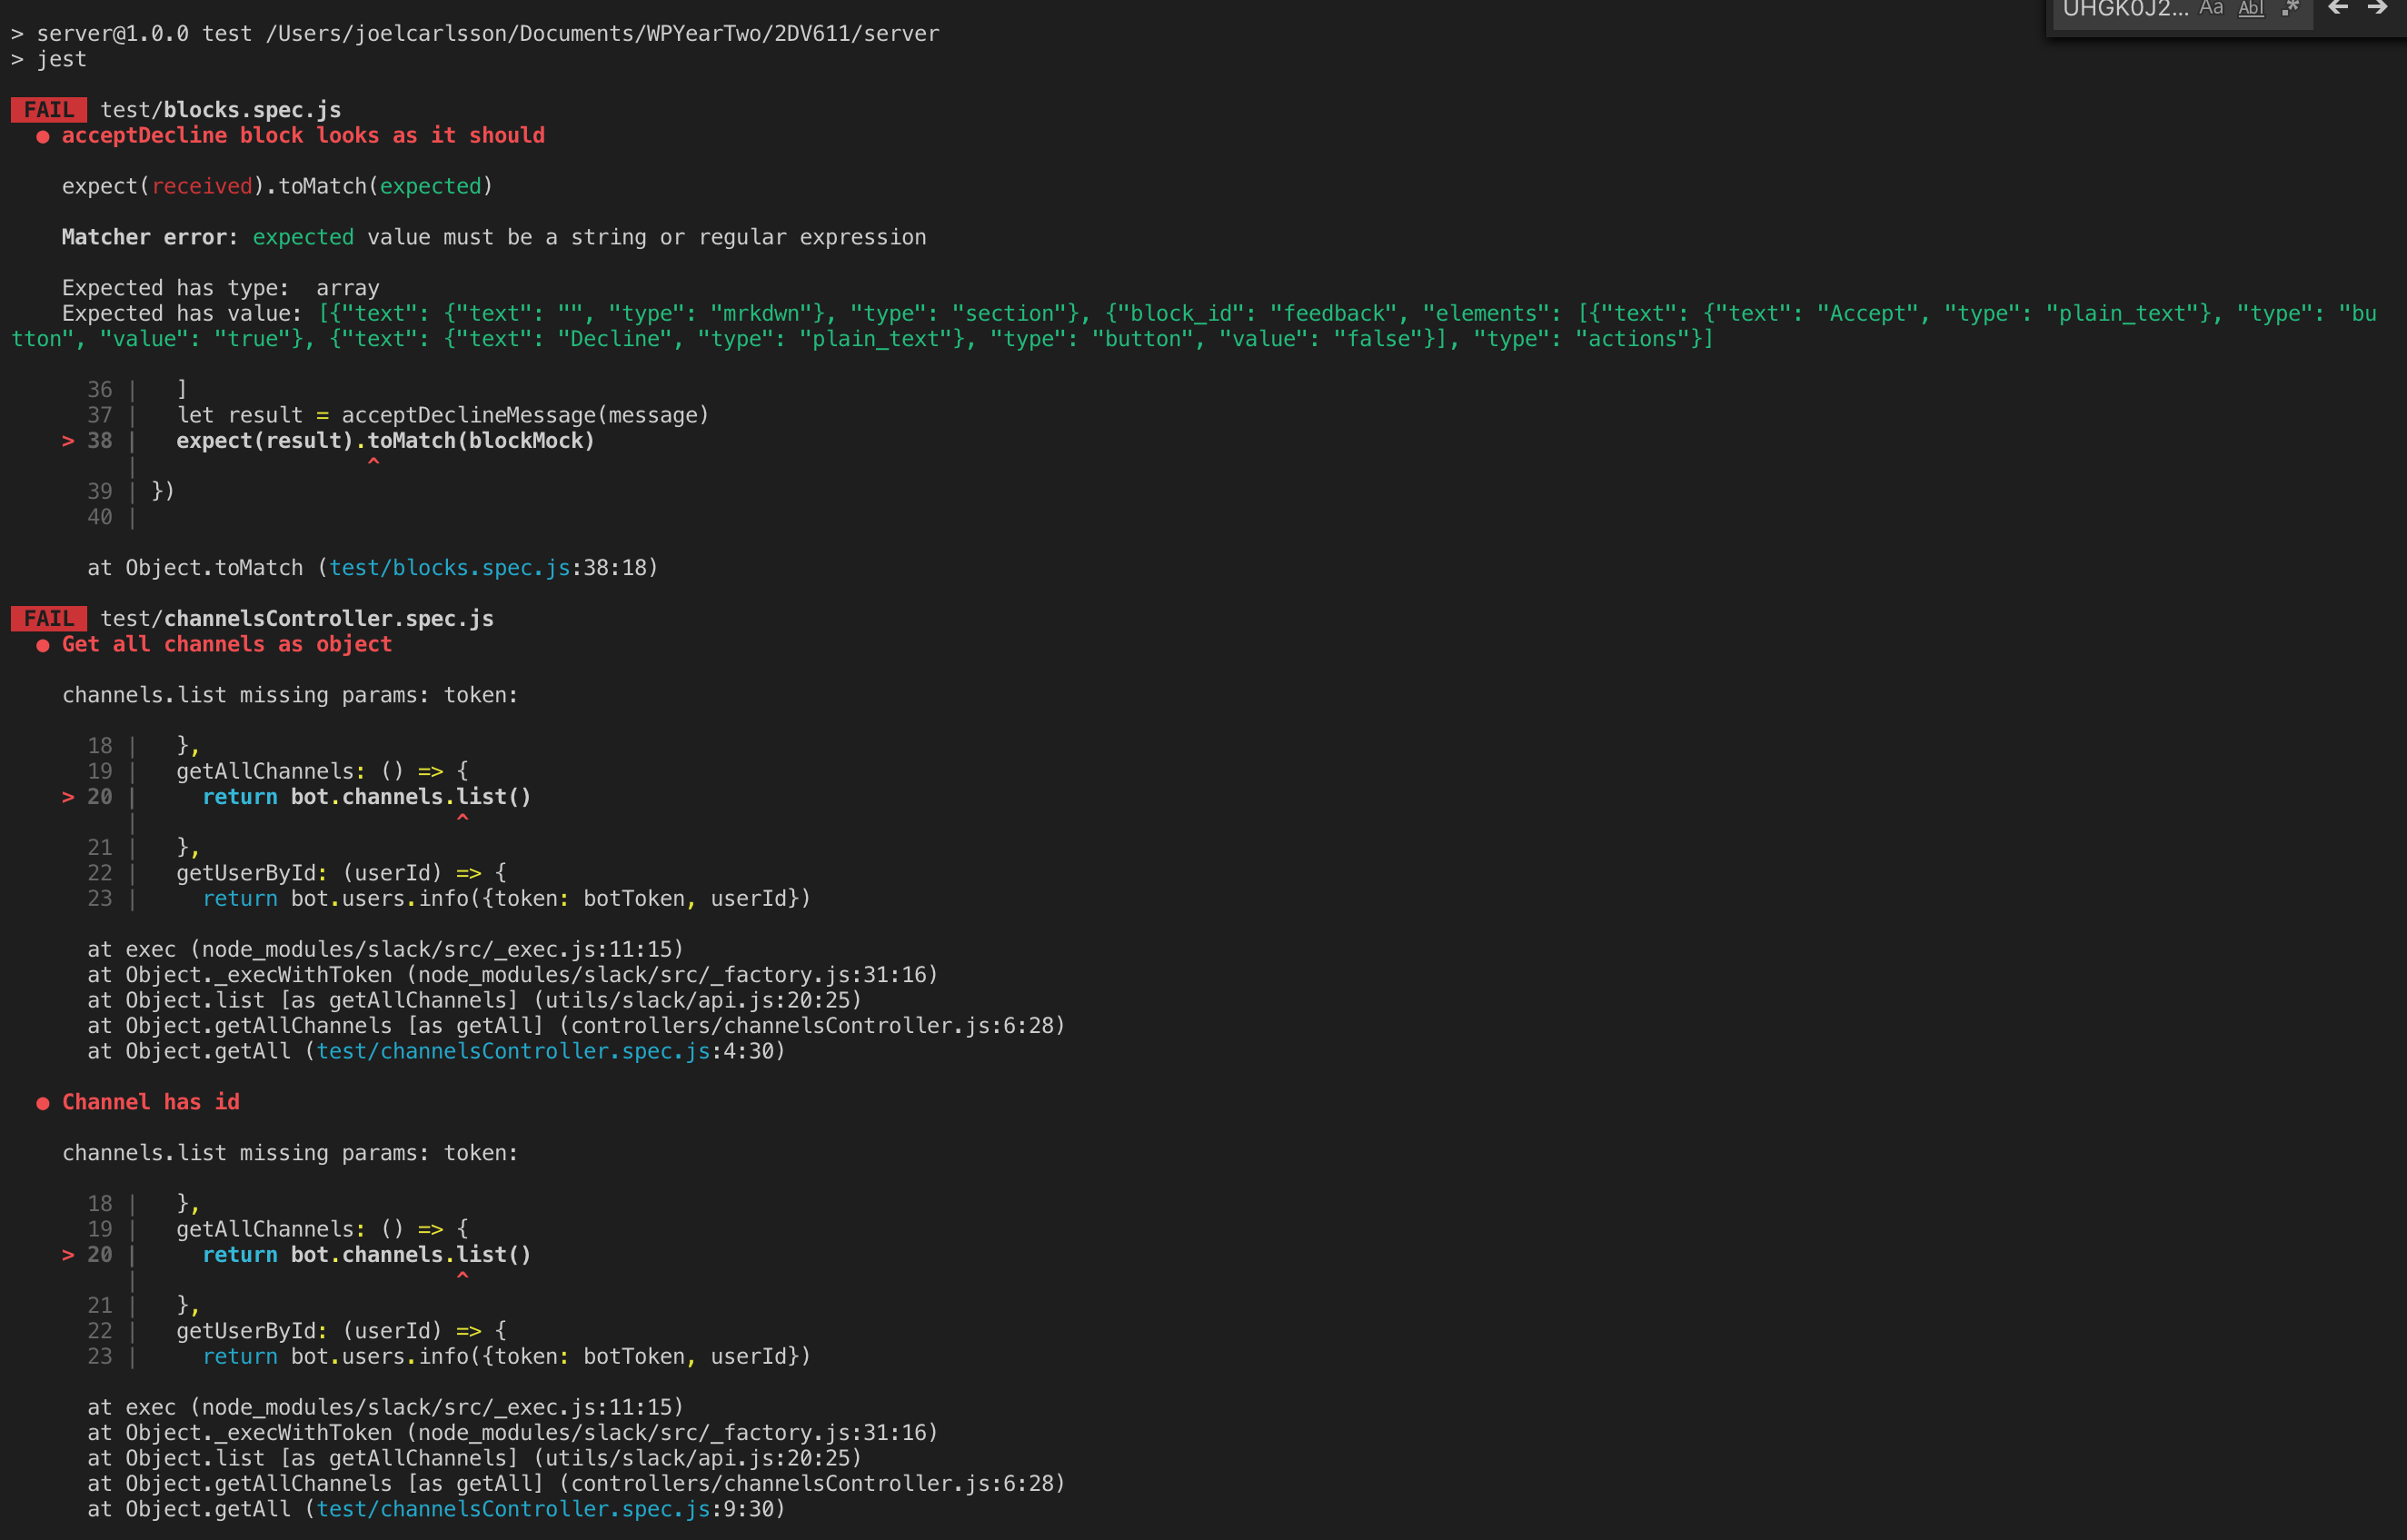 UHGK0J2... Aa Abl .*
> server@1.0.0 test /Users/joelcarlsson/Documents/WPYearTwo/2DV611/server
> jest
FAIL test/blocks.spec.js
● acceptDecline block looks as it should
expect(received).toMatch(expected)
Matcher error: expected value must be a string or regular expression
Expected has type:  array
Expected has value: [{"text": {"text": "", "type": "mrkdwn"}, "type": "section"}, {"block_id": "feedback", "elements": [{"text": {"text": "Accept", "type": "plain_text"}, "type": "bu
tton", "value": "true"}, {"text": {"text": "Decline", "type": "plain_text"}, "type": "button", "value": "false"}], "type": "actions"}]
36 |   ]
37 |   let result = acceptDeclineMessage(message)
> 38 |   expect(result).toMatch(blockMock)
|                  ^
39 | })
40 |
at Object.toMatch (test/blocks.spec.js:38:18)
FAIL test/channelsController.spec.js
● Get all channels as object
channels.list missing params: token:
18 |   },
19 |   getAllChannels: () => {
> 20 |     return bot.channels.list()
|                         ^
21 |   },
22 |   getUserById: (userId) => {
23 |     return bot.users.info({token: botToken, userId})
at exec (node_modules/slack/src/_exec.js:11:15)
at Object._execWithToken (node_modules/slack/src/_factory.js:31:16)
at Object.list [as getAllChannels] (utils/slack/api.js:20:25)
at Object.getAllChannels [as getAll] (controllers/channelsController.js:6:28)
at Object.getAll (test/channelsController.spec.js:4:30)
● Channel has id
channels.list missing params: token:
18 |   },
19 |   getAllChannels: () => {
> 20 |     return bot.channels.list()
|                         ^
21 |   },
22 |   getUserById: (userId) => {
23 |     return bot.users.info({token: botToken, userId})
at exec (node_modules/slack/src/_exec.js:11:15)
at Object._execWithToken (node_modules/slack/src/_factory.js:31:16)
at Object.list [as getAllChannels] (utils/slack/api.js:20:25)
at Object.getAllChannels [as getAll] (controllers/channelsController.js:6:28)
at Object.getAll (test/channelsController.spec.js:9:30)